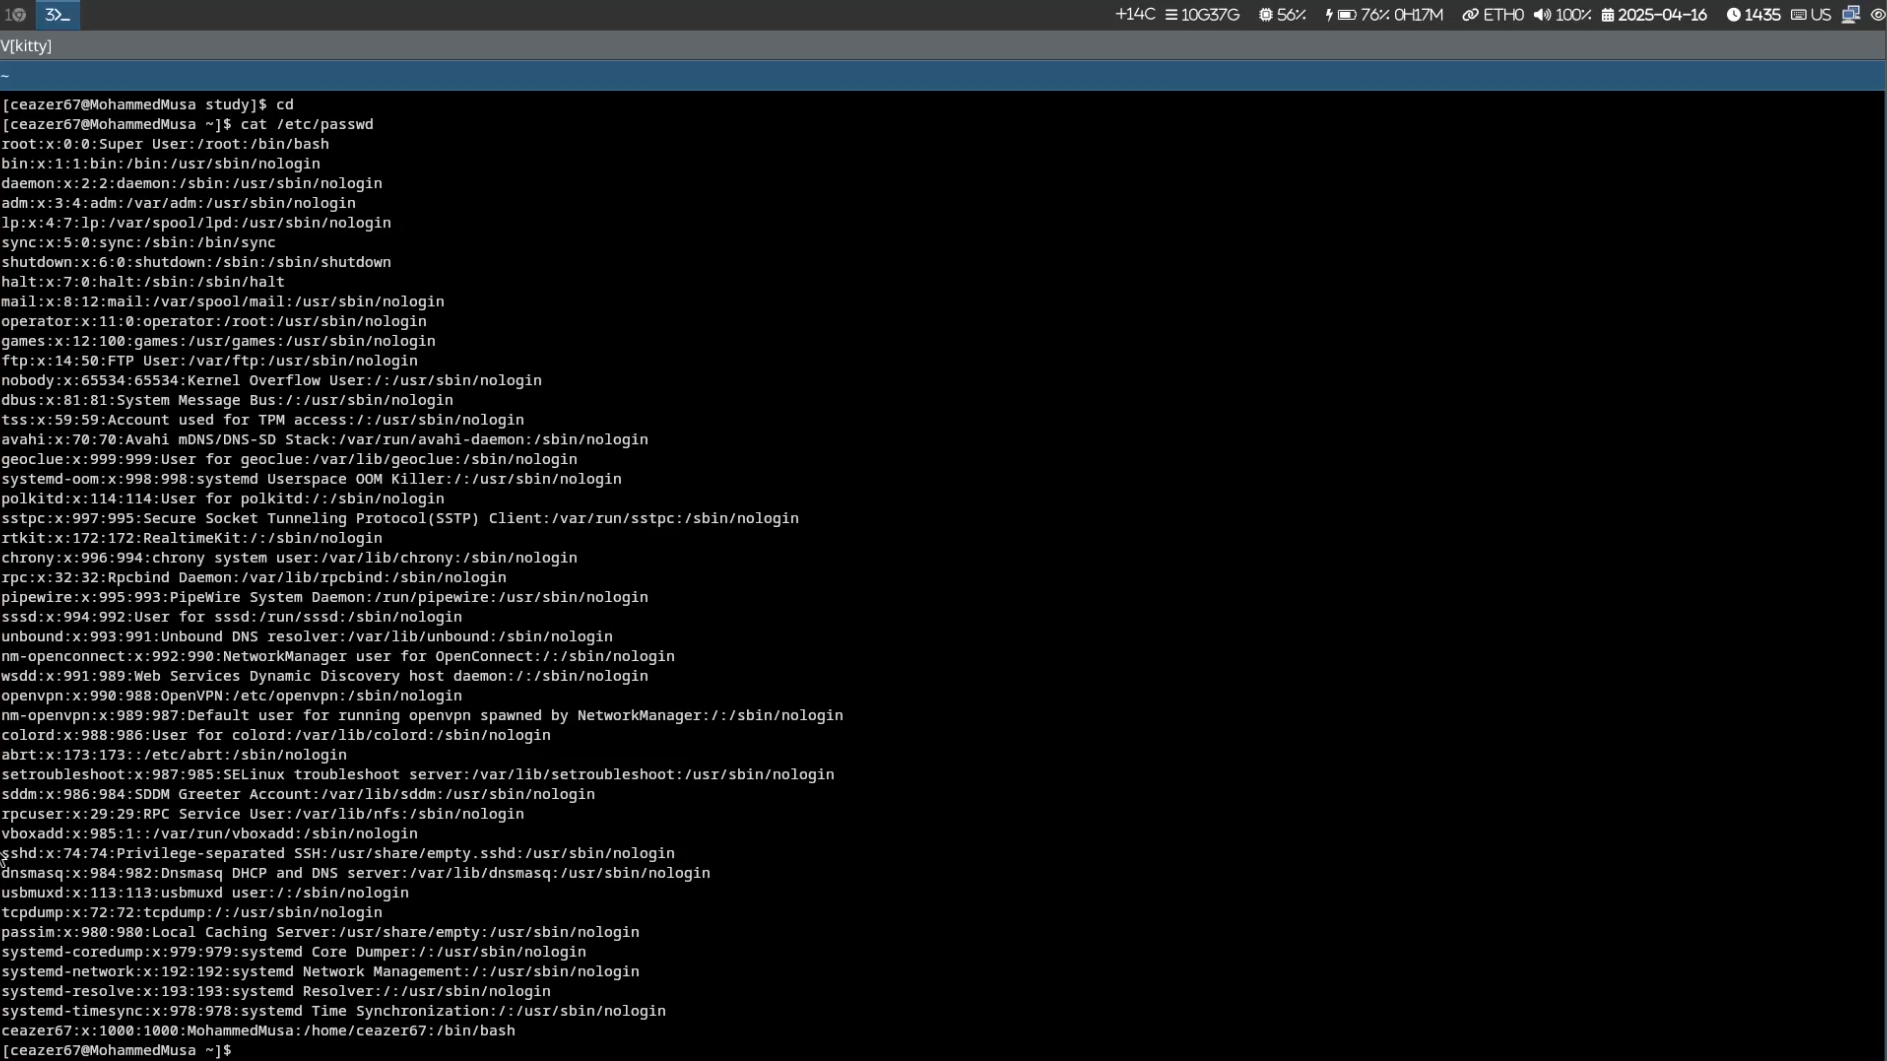 1
3>_
+14C 10G37G 56% 76% 0H17M ETH0 100% 2025-04-16 1435 US
V[kitty]
~
[ceazer67@MohammedMusa study]$ cd
[ceazer67@MohammedMusa ~]$ cat /etc/passwd
root:x:0:0:Super User:/root:/bin/bash
bin:x:1:1:bin:/bin:/usr/sbin/nologin
daemon:x:2:2:daemon:/sbin:/usr/sbin/nologin
adm:x:3:4:adm:/var/adm:/usr/sbin/nologin
lp:x:4:7:lp:/var/spool/lpd:/usr/sbin/nologin
sync:x:5:0:sync:/sbin:/bin/sync
shutdown:x:6:0:shutdown:/sbin:/sbin/shutdown
halt:x:7:0:halt:/sbin:/sbin/halt
mail:x:8:12:mail:/var/spool/mail:/usr/sbin/nologin
operator:x:11:0:operator:/root:/usr/sbin/nologin
games:x:12:100:games:/usr/games:/usr/sbin/nologin
ftp:x:14:50:FTP User:/var/ftp:/usr/sbin/nologin
nobody:x:65534:65534:Kernel Overflow User:/:/usr/sbin/nologin
dbus:x:81:81:System Message Bus:/:/usr/sbin/nologin
tss:x:59:59:Account used for TPM access:/:/usr/sbin/nologin
avahi:x:70:70:Avahi mDNS/DNS-SD Stack:/var/run/avahi-daemon:/sbin/nologin
geoclue:x:999:999:User for geoclue:/var/lib/geoclue:/sbin/nologin
systemd-oom:x:998:998:systemd Userspace OOM Killer:/:/usr/sbin/nologin
polkitd:x:114:114:User for polkitd:/:/sbin/nologin
sstpc:x:997:995:Secure Socket Tunneling Protocol(SSTP) Client:/var/run/sstpc:/sbin/nologin
rtkit:x:172:172:RealtimeKit:/:/sbin/nologin
chrony:x:996:994:chrony system user:/var/lib/chrony:/sbin/nologin
rpc:x:32:32:Rpcbind Daemon:/var/lib/rpcbind:/sbin/nologin
pipewire:x:995:993:PipeWire System Daemon:/run/pipewire:/usr/sbin/nologin
sssd:x:994:992:User for sssd:/run/sssd:/sbin/nologin
unbound:x:993:991:Unbound DNS resolver:/var/lib/unbound:/sbin/nologin
nm-openconnect:x:992:990:NetworkManager user for OpenConnect:/:/sbin/nologin
wsdd:x:991:989:Web Services Dynamic Discovery host daemon:/:/sbin/nologin
openvpn:x:990:988:OpenVPN:/etc/openvpn:/sbin/nologin
nm-openvpn:x:989:987:Default user for running openvpn spawned by NetworkManager:/:/sbin/nologin
colord:x:988:986:User for colord:/var/lib/colord:/sbin/nologin
abrt:x:173:173::/etc/abrt:/sbin/nologin
setroubleshoot:x:987:985:SELinux troubleshoot server:/var/lib/setroubleshoot:/usr/sbin/nologin
sddm:x:986:984:SDDM Greeter Account:/var/lib/sddm:/usr/sbin/nologin
rpcuser:x:29:29:RPC Service User:/var/lib/nfs:/sbin/nologin
vboxadd:x:985:1::/var/run/vboxadd:/sbin/nologin
sshd:x:74:74:Privilege-separated SSH:/usr/share/empty.sshd:/usr/sbin/nologin
dnsmasq:x:984:982:Dnsmasq DHCP and DNS server:/var/lib/dnsmasq:/usr/sbin/nologin
usbmuxd:x:113:113:usbmuxd user:/:/sbin/nologin
tcpdump:x:72:72:tcpdump:/:/usr/sbin/nologin
passim:x:980:980:Local Caching Server:/usr/share/empty:/usr/sbin/nologin
systemd-coredump:x:979:979:systemd Core Dumper:/:/usr/sbin/nologin
systemd-network:x:192:192:systemd Network Management:/:/usr/sbin/nologin
systemd-resolve:x:193:193:systemd Resolver:/:/usr/sbin/nologin
systemd-timesync:x:978:978:systemd Time Synchronization:/:/usr/sbin/nologin
ceazer67:x:1000:1000:MohammedMusa:/home/ceazer67:/bin/bash
[ceazer67@MohammedMusa ~]$